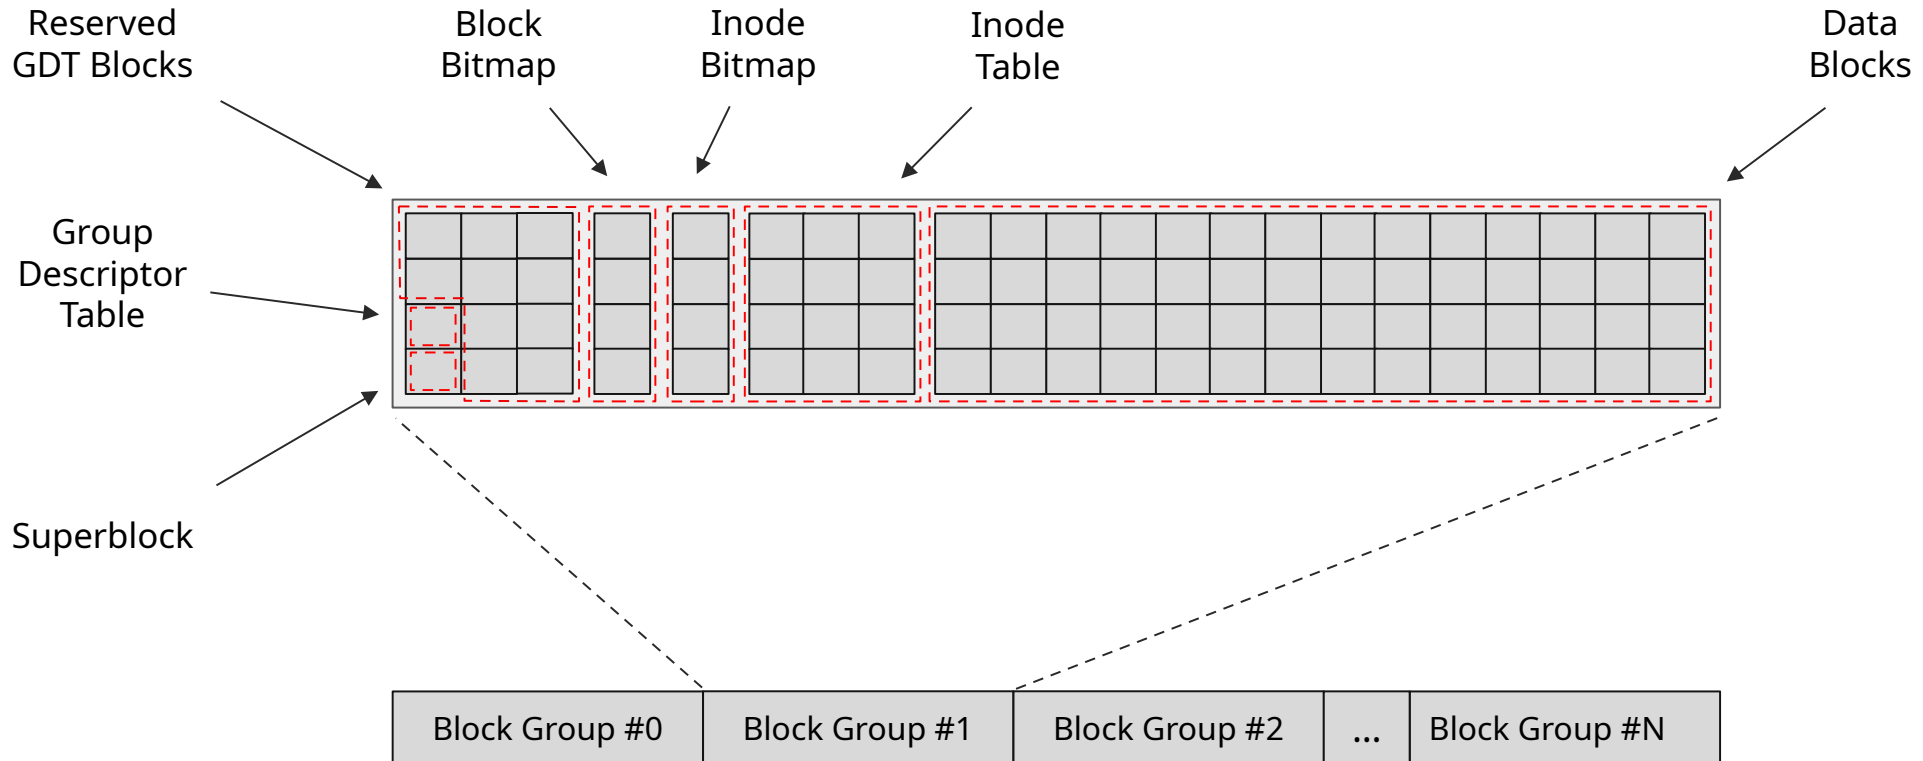 Reserved
GDT Blocks
Block
Bitmap
Inode
Bitmap
Inode
Table
Data
Blocks
Group
Descriptor
Table
Superblock
Block Group #0
Block Group #1
Block Group #2
...
Block Group #N